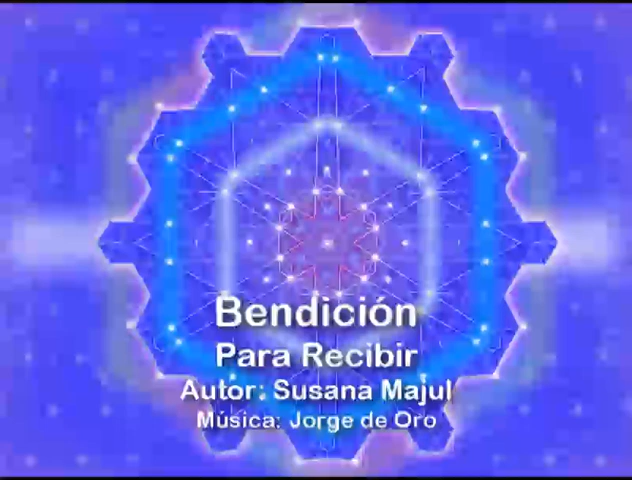 Bendición
Para Recibir
Autor: Susana Majul
Música: Jorge de Oro